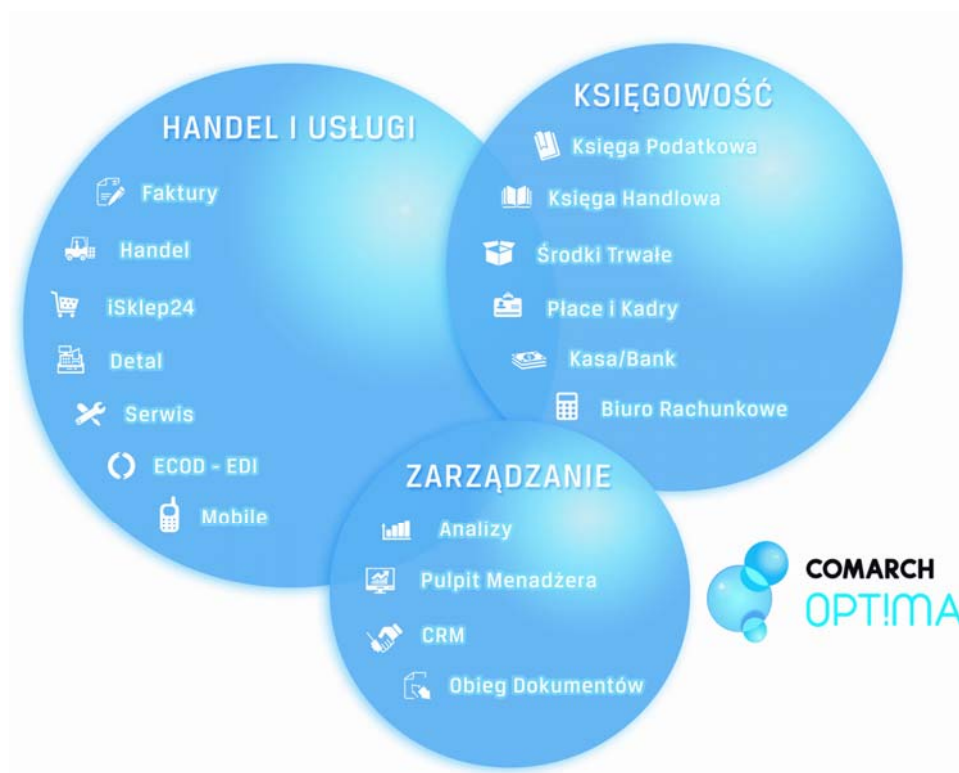 HANDEL I USŁUGI
Faktury
Handel
iSklep24
Detal
Serwis
ECOD - EDI
Mobile
KSIĘGOWOŚĆ
Księga Podatkowa
Księga Handlowa
Środki Trwałe
Płace i Kadry
Kasa/Bank
Biuro Rachunkowe
ZARZĄDZANIE
Analizy
Pulpit Menadżera
CRM
Obieg Dokumentów
COMARCH
OPT!MA